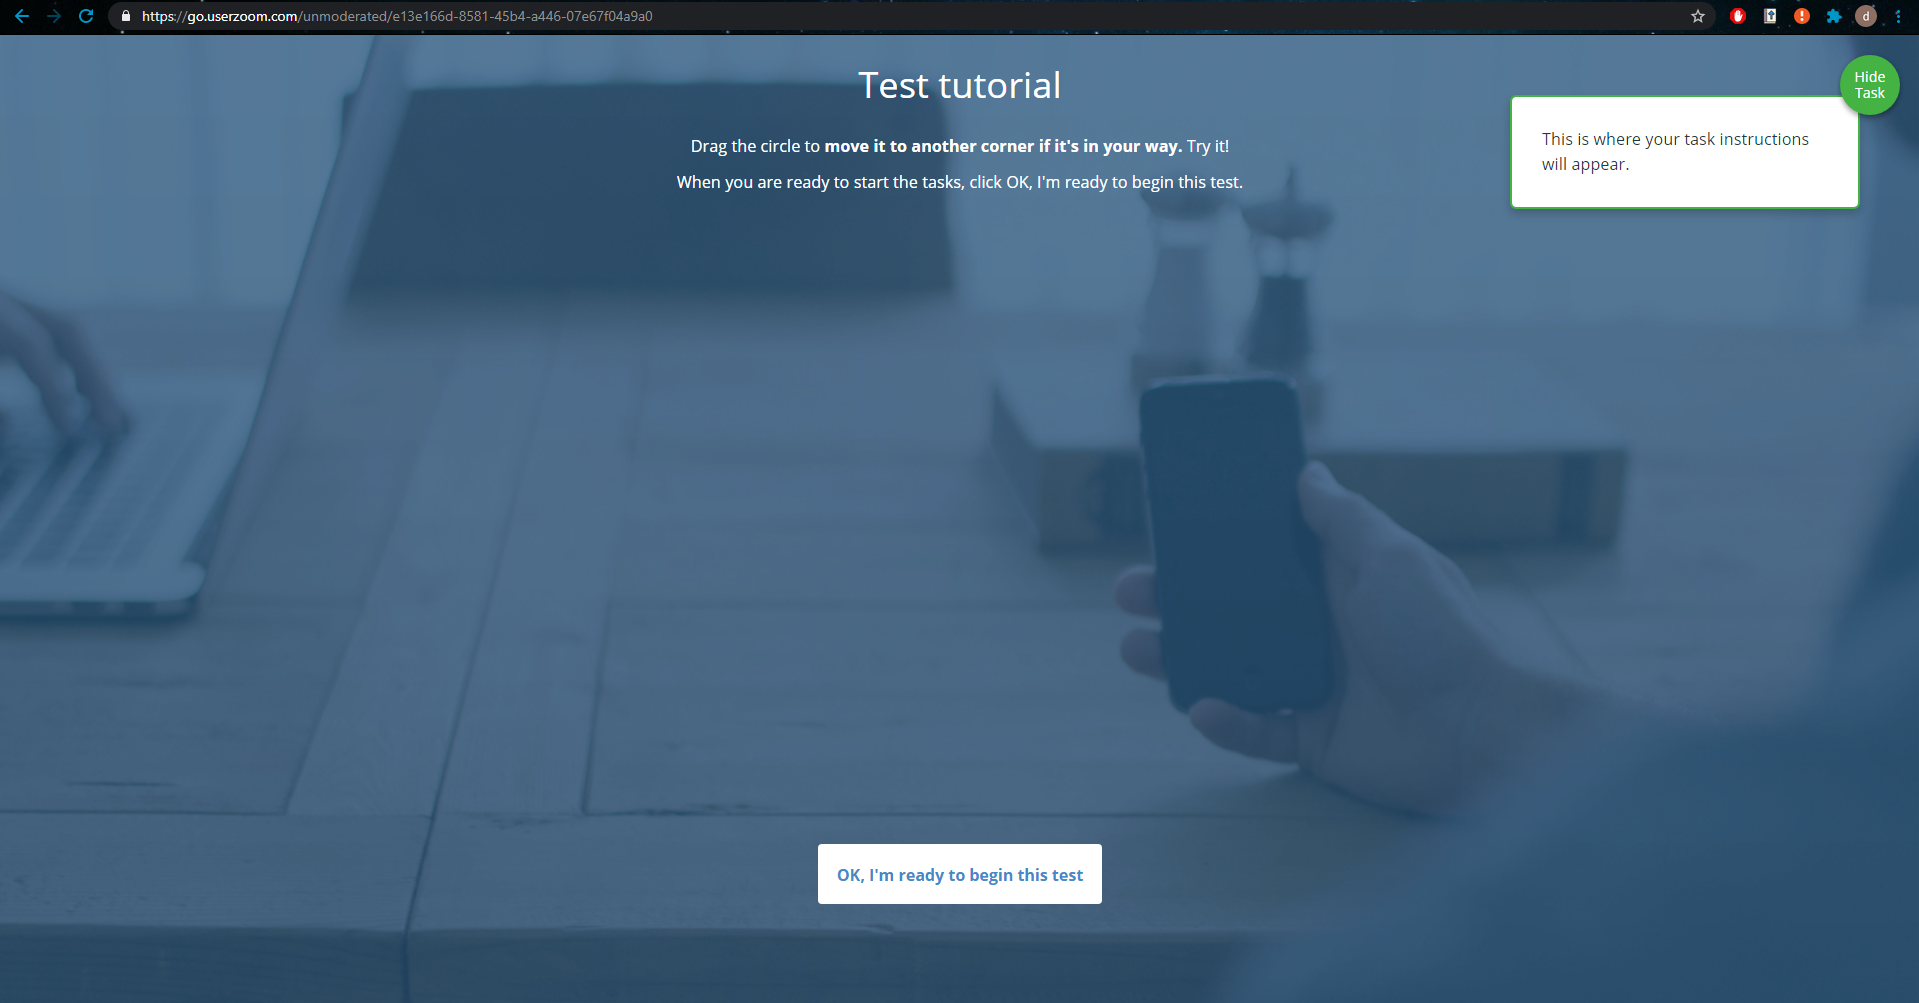 https://go.userzoom.com/unmoderated/e13e166d-8581-45b4-a446-07e67f04a9a0
d
Test tutorial
Hide
Task
Drag the circle to move it to another corner if it's in your way. Try it!
When you are ready to start the tasks, click OK, I'm ready to begin this test.
This is where your task instructions
will appear.
OK, I'm ready to begin this test